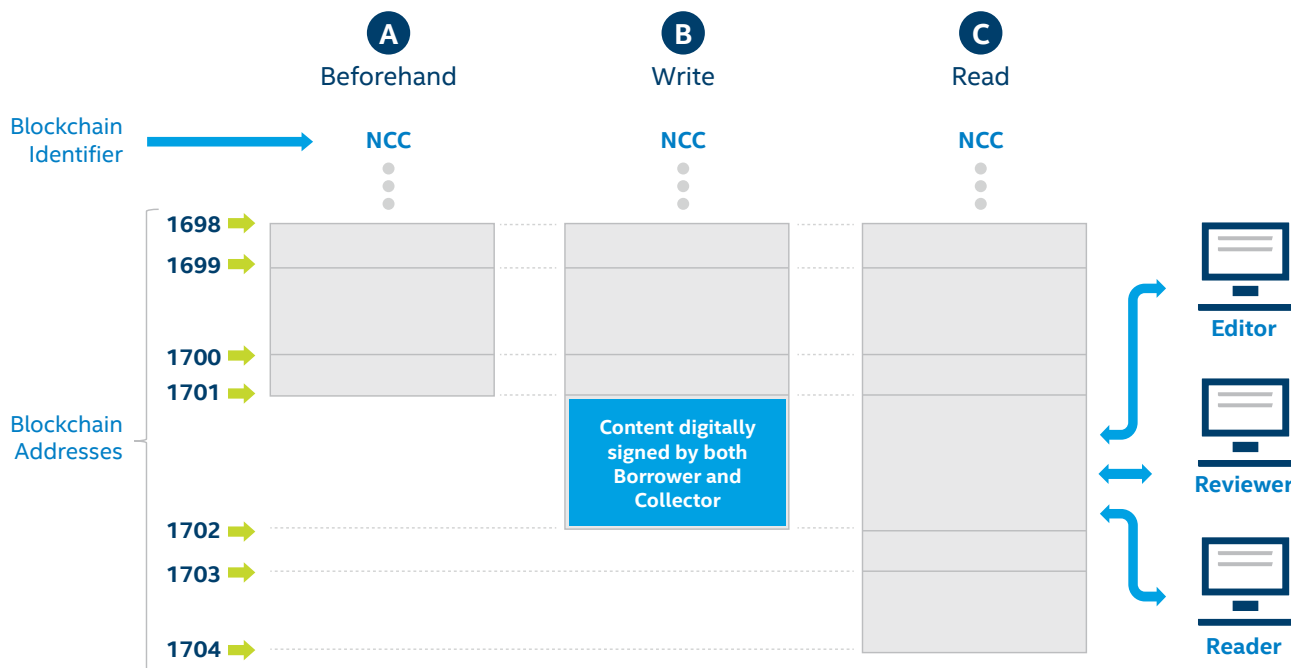 A
B
C
Beforehand
Write
Read
Blockchain
Identifier
NCC
NCC
NCC
1698
1699
1700
1701
Blockchain
Addresses
1702
1703
1704
Content digitally
signed by both
Borrower and
Collector
Editor
Reviewer
Reader